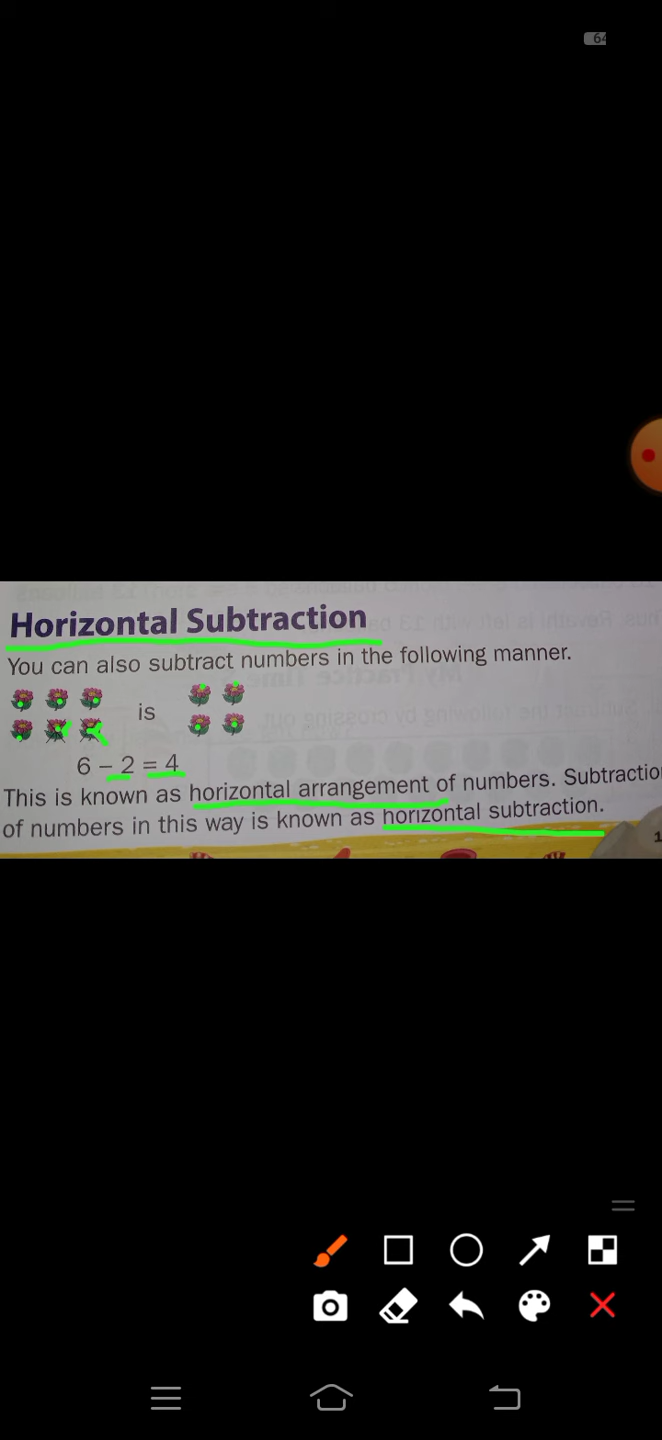 Horizontal Subtraction
You can also subtract numbers in the following manner.
is
6 – 2 = 4
This is known as horizontal arrangement of numbers. Subtractio
of numbers in this way is known as horizontal subtraction.
1